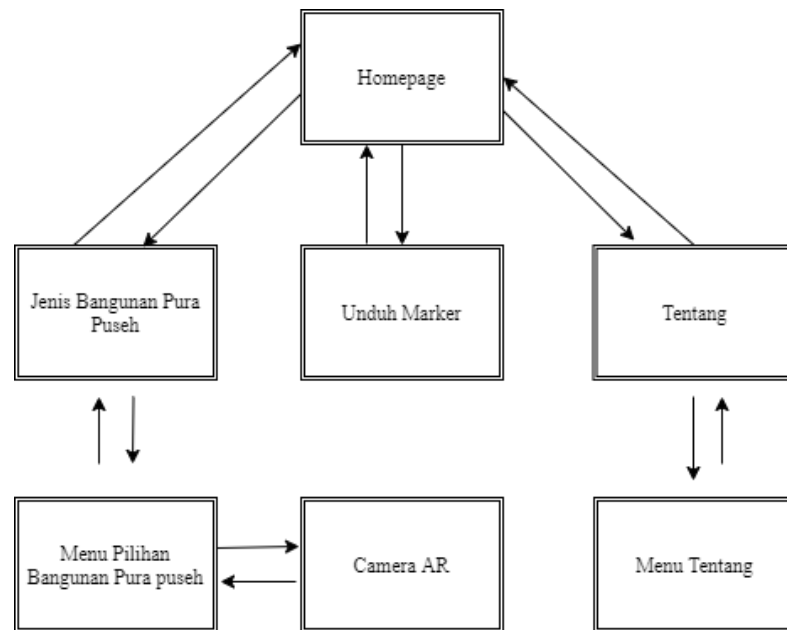 Homepage
Jenis Bangunan Pura
Puseh
Unduh Marker
Tentang
Menu Pilihan
Bangunan Pura puseh
Camera AR
Menu Tentang